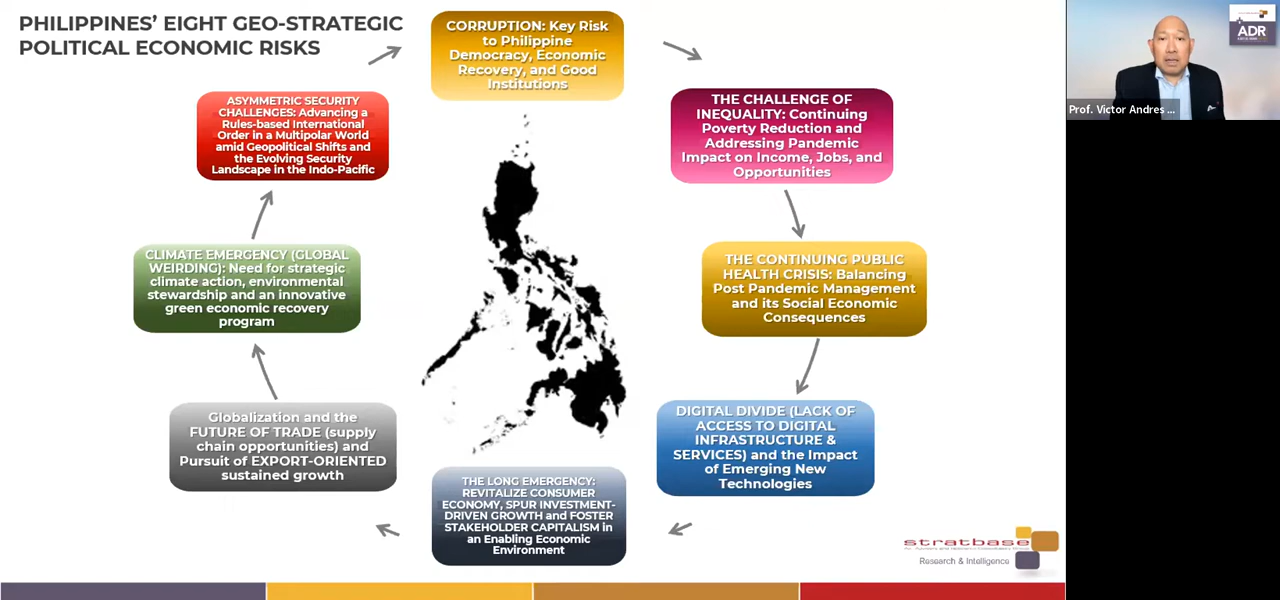 PHILIPPINES' EIGHT GEO-STRATEGIC
POLITICAL ECONOMIC RISKS
CORRUPTION: Key Risk
to Philippine
Democracy, Economic
Recovery, and Good
Institutions
THE CHALLENGE OF
INEQUALITY: Continuing
Poverty Reduction and
Addressing Pandemic
Impact on Income, Jobs, and
Opportunities
THE CONTINUING PUBLIC
HEALTH CRISIS: Balancing
Post Pandemic Management
and its Social Economic
Consequences
DIGITAL DIVIDE (LACK OF
ACCESS TO DIGITAL
INFRASTRUCTURE &
SERVICES) and the Impact
of Emerging New
Technologies
THE LONG EMERGENCY:
REVITALIZE CONSUMER
ECONOMY, SPUR INVESTMENT-
DRIVEN GROWTH and FOSTER
STAKEHOLDER CAPITALISM in
an Enabling Economic
Environment
Globalization and the
FUTURE OF TRADE (supply
chain opportunities) and
Pursuit of EXPORT-ORIENTED
sustained growth
CLIMATE EMERGENCY (GLOBAL
WEIRDING): Need for strategic
climate action, environmental
stewardship and an innovative
green economic recovery
program
ASYMMETRIC SECURITY
CHALLENGES: Advancing a
Rules-based International
Order in a Multipolar World
amid Geopolitical Shifts and
the Evolving Security
Landscape in the Indo-Pacific
stratbase
Research & Intelligence
ADR
Prof. Victor Andres ...